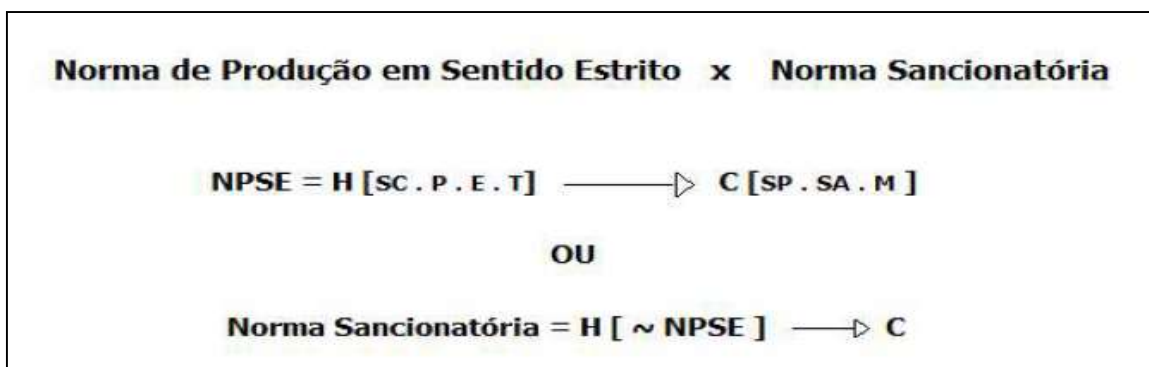 Norma de Produção em Sentido Estrito x Norma Sancionatória
NPSE = H [SC . P . E . T] ⟶ C [SP . SA . M ]
OU
Norma Sancionatória = H [ ~ NPSE ] ⟶ C